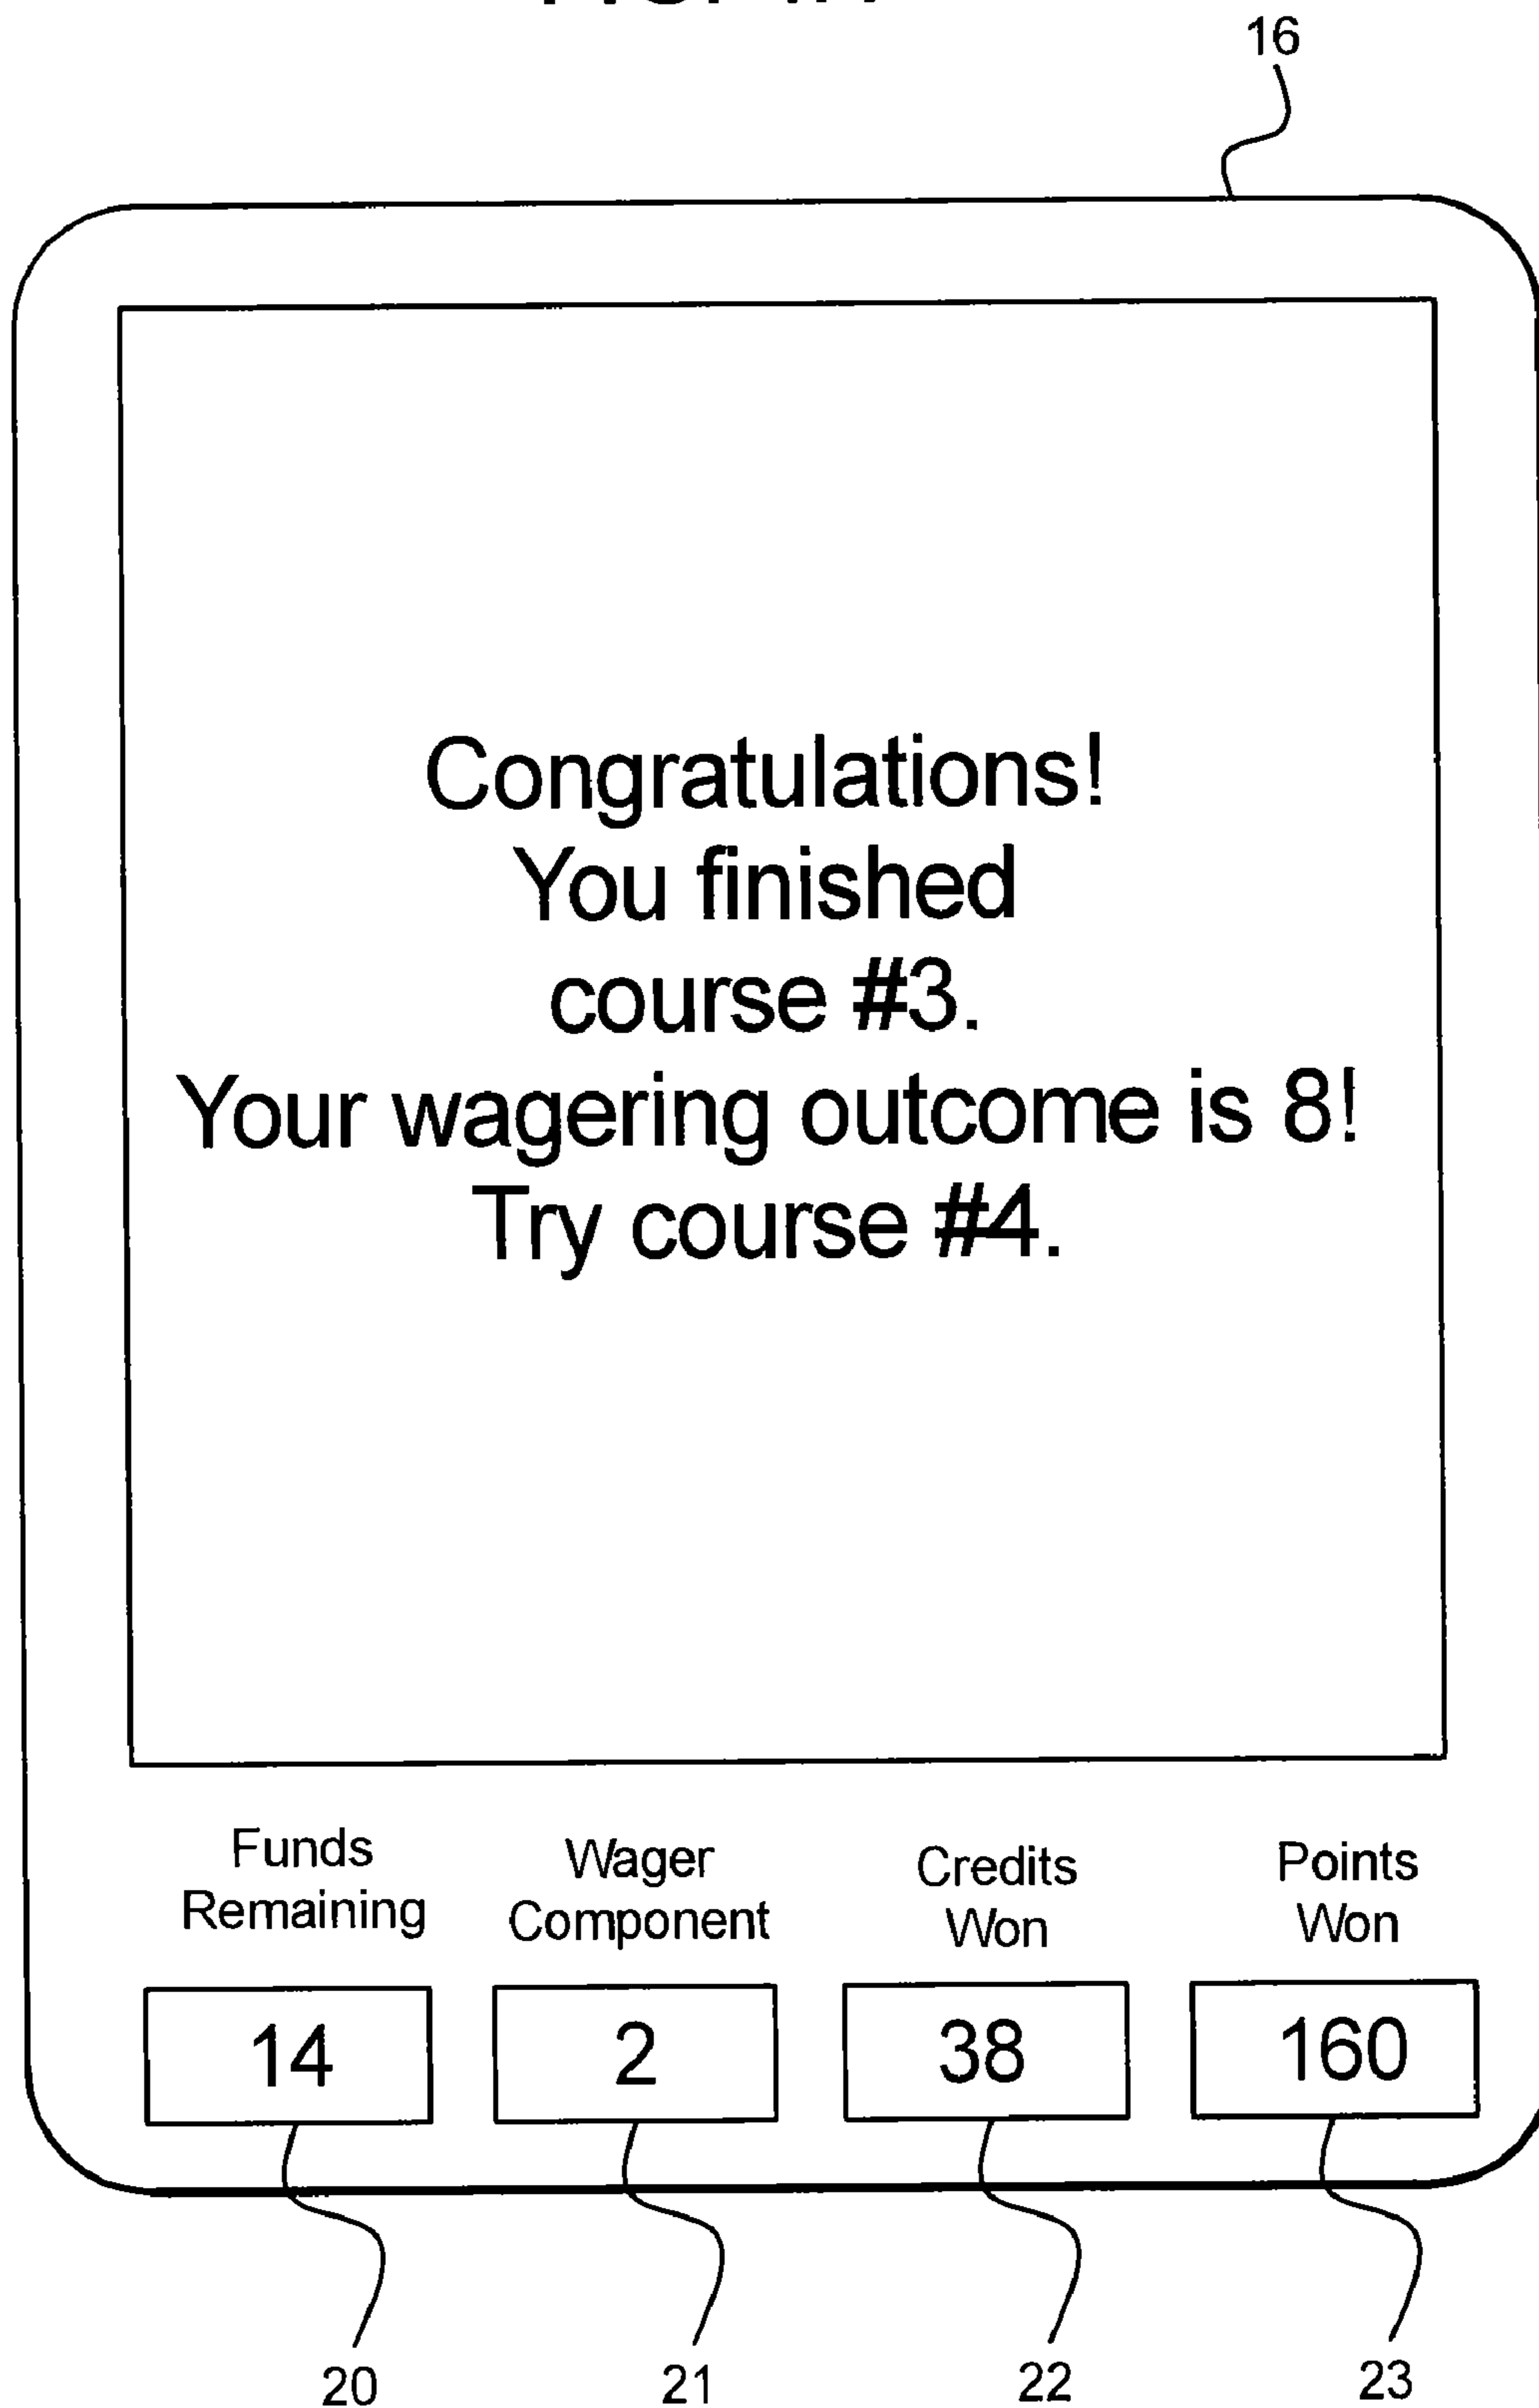 16
Congratulations!
You finished
course #3.
Your wagering outcome is 8!
Try course #4.
Funds Remaining
Wager Component
Credits Won
Points Won
14 2 38 160
20 21 22 23